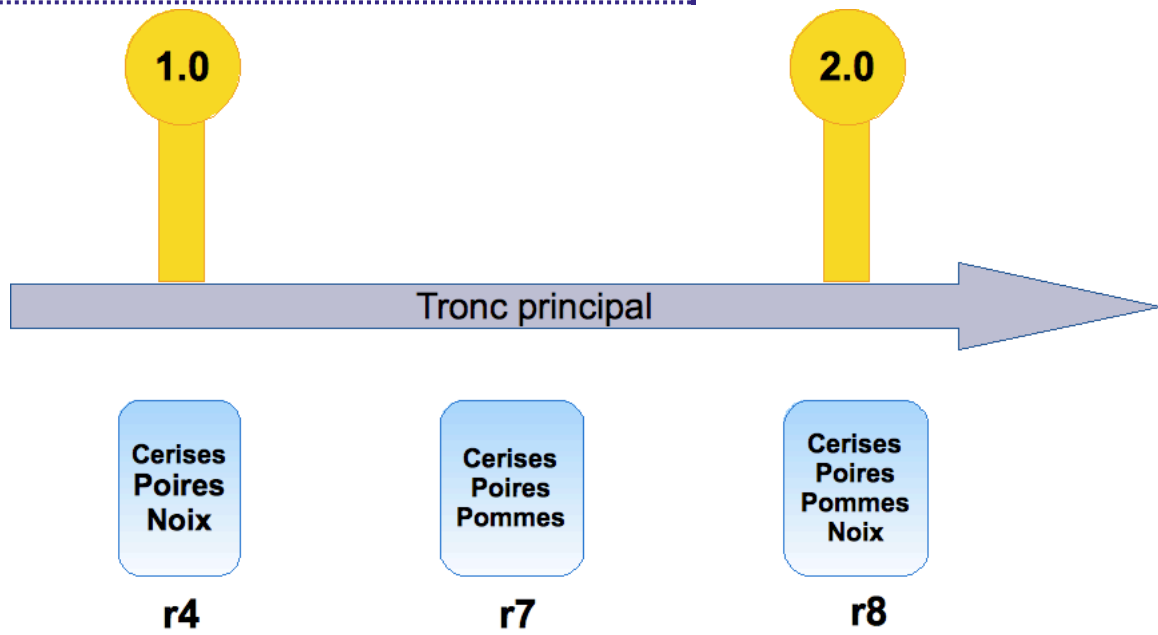 1.0
2.0
Tronc principal
Cerises
Poires
Noix
Cerises
Poires
Pommes
Cerises
Poires
Pommes
Noix
r4
r7
r8